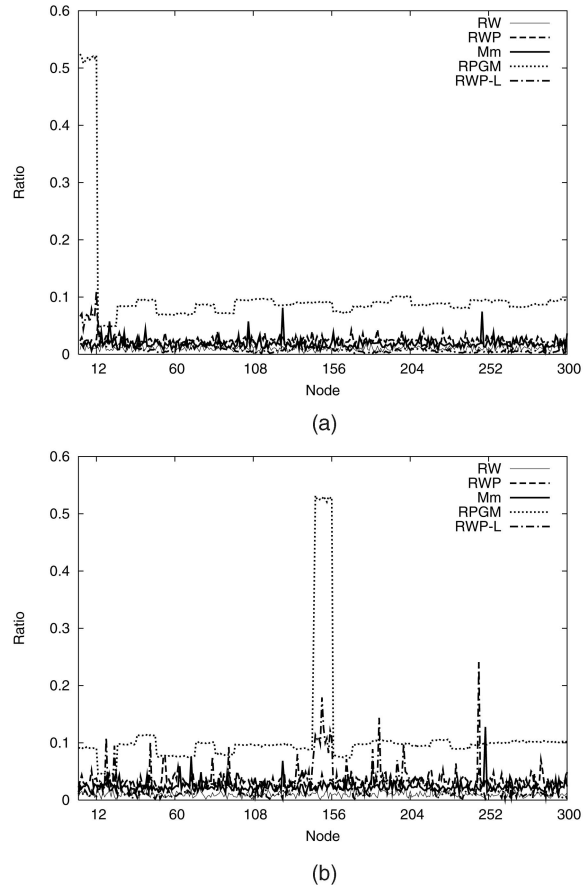 0.6
0.5
0.4
0.3
0.2
0.1
0
Ratio
RW
RWP
Mm
RPGM
RWP-L
12 60 108 156 204 252 300
Node
(a)
0.6
0.5
0.4
0.3
0.2
0.1
0
Ratio
RW
RWP
Mm
RPGM
RWP-L
12 60 108 156 204 252 300
Node
(b)